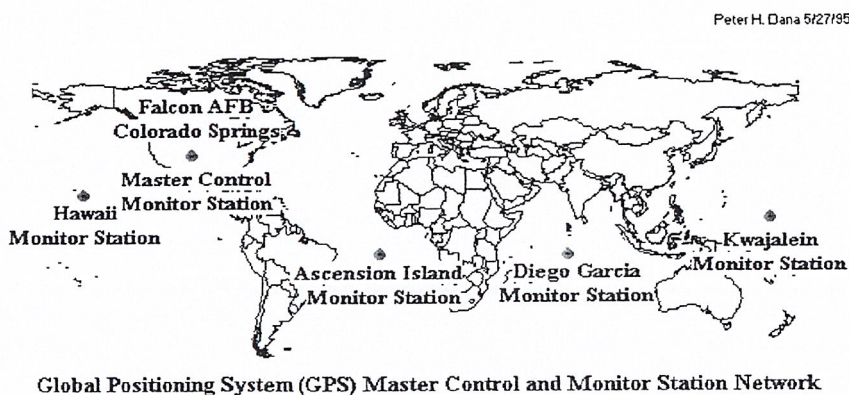 Peter H. Dana 5/27/95
Falcon AFB
Colorado Springs
Master Control
Monitor Station
Hawaii
Monitor Station
Ascension Island
Monitor Station
Diego Garcia
Monitor Station
Kwajalein
Monitor Station
Global Positioning System (GPS) Master Control and Monitor Station Network